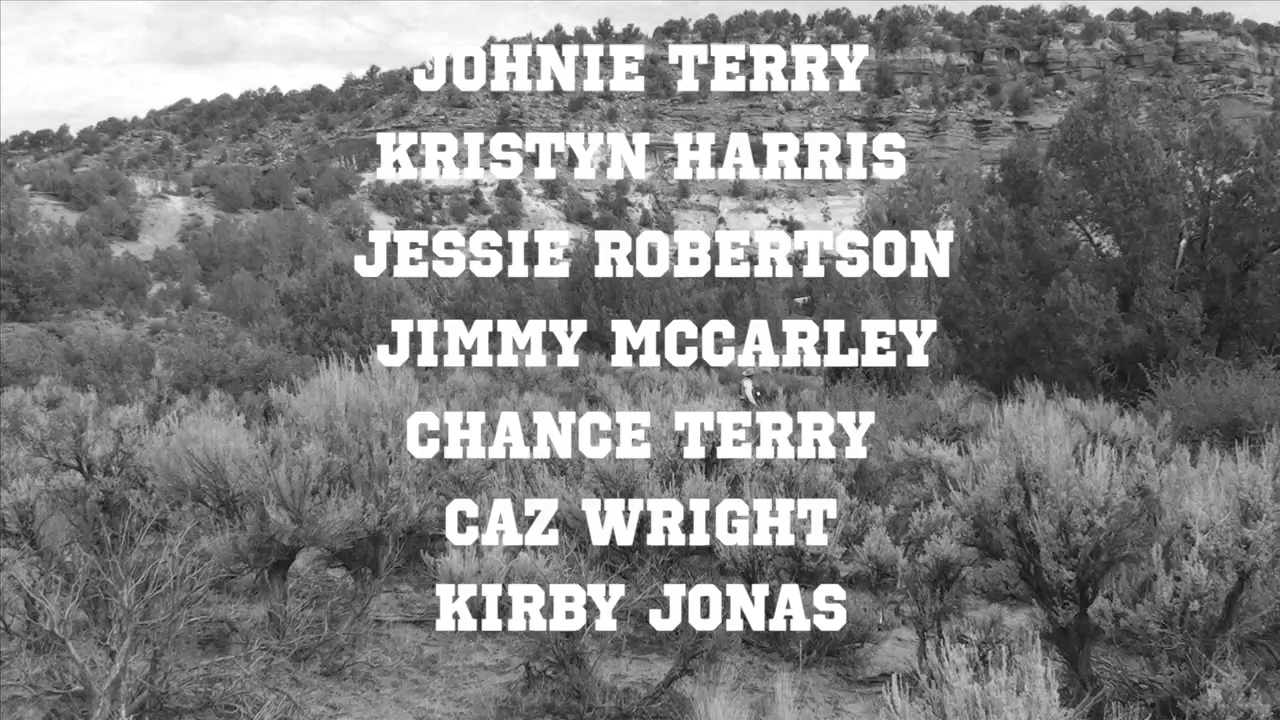 JOHNIE TERRY
KRISTYN HARRIS
JESSIE ROBERTSON
JIMMY MCCARLEY
CHANCE TERRY
CAZ WRIGHT
KIRBY JONAS